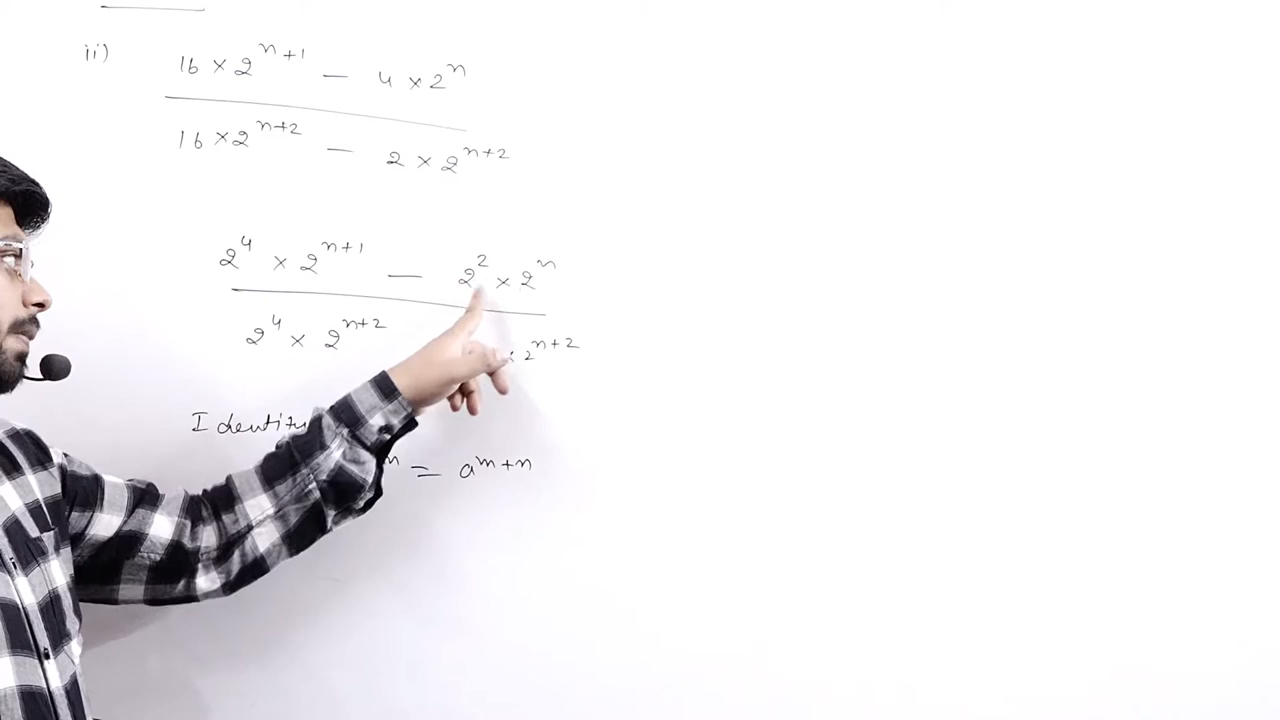 ii)
16 × 2^{n+1} − 4 × 2^{n}
16 × 2^{n+2} − 2 × 2^{n+2}
2^{4} × 2^{n+1} − 2^{2} × 2^{n}
2^{4} × 2^{n+2} × 2^{n+2}
= a^{m+n}